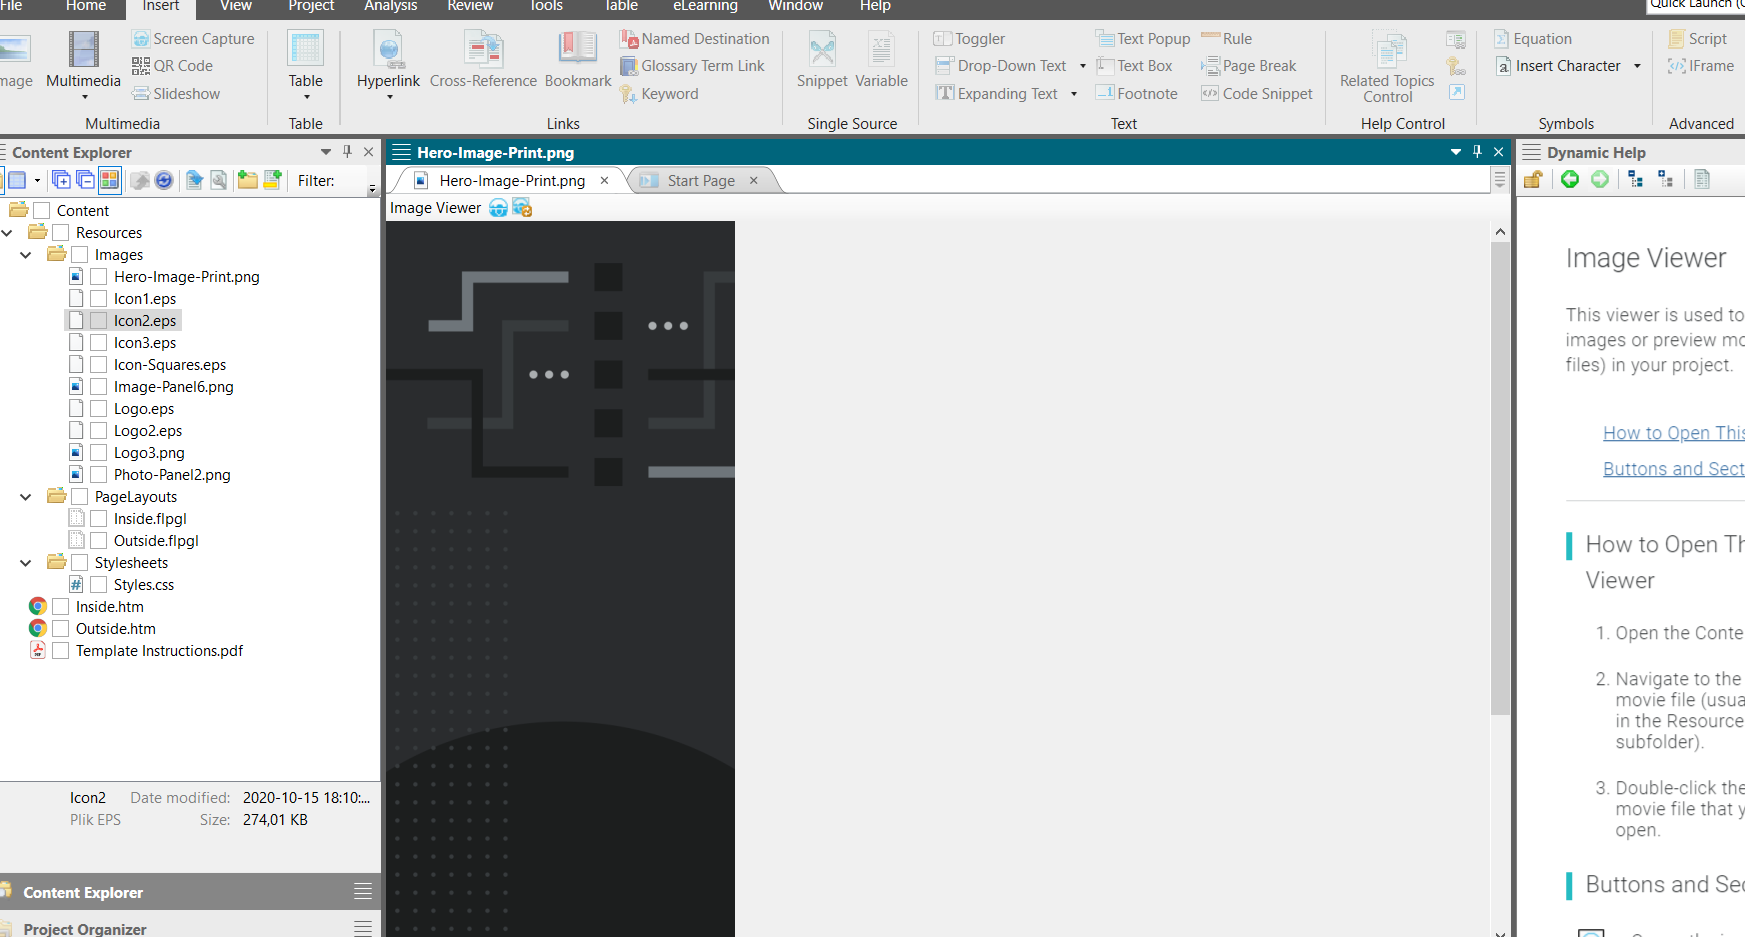 File Home Insert View Project Analysis Review Tools Table eLearning Window Help Quick Launch
Screen Capture Named Destination Toggler Text Popup Rule Equation Script
QR Code Glossary Term Link Drop-Down Text Text Box Page Break Insert Character IFrame
Multimedia Table Hyperlink Cross-Reference Bookmark Snippet Variable Related Topics
Slideshow Keyword Expanding Text Footnote Code Snippet Control
Multimedia Table Links Single Source Text Help Control Symbols Advanced
Content Explorer
Filter:
Content
Resources
Images
Hero-Image-Print.png
Icon1.eps
Icon2.eps
Icon3.eps
Icon-Squares.eps
Image-Panel6.png
Logo.eps
Logo2.eps
Logo3.png
Photo-Panel2.png
PageLayouts
Inside.flpgl
Outside.flpgl
Stylesheets
Styles.css
Inside.htm
Outside.htm
Template Instructions.pdf
Icon2 Date modified: 2020-10-15 18:10:...
Plik EPS Size: 274,01 KB
Content Explorer
Project Organizer
Hero-Image-Print.png
Hero-Image-Print.png Start Page
Image Viewer
Dynamic Help
Image Viewer
This viewer is used to
images or preview mo
files) in your project.
How to Open This
Buttons and Sect
How to Open Th
Viewer
1. Open the Conte
2. Navigate to the
movie file (usua
in the Resource
subfolder).
3. Double-click the
movie file that y
open.
Buttons and Sec